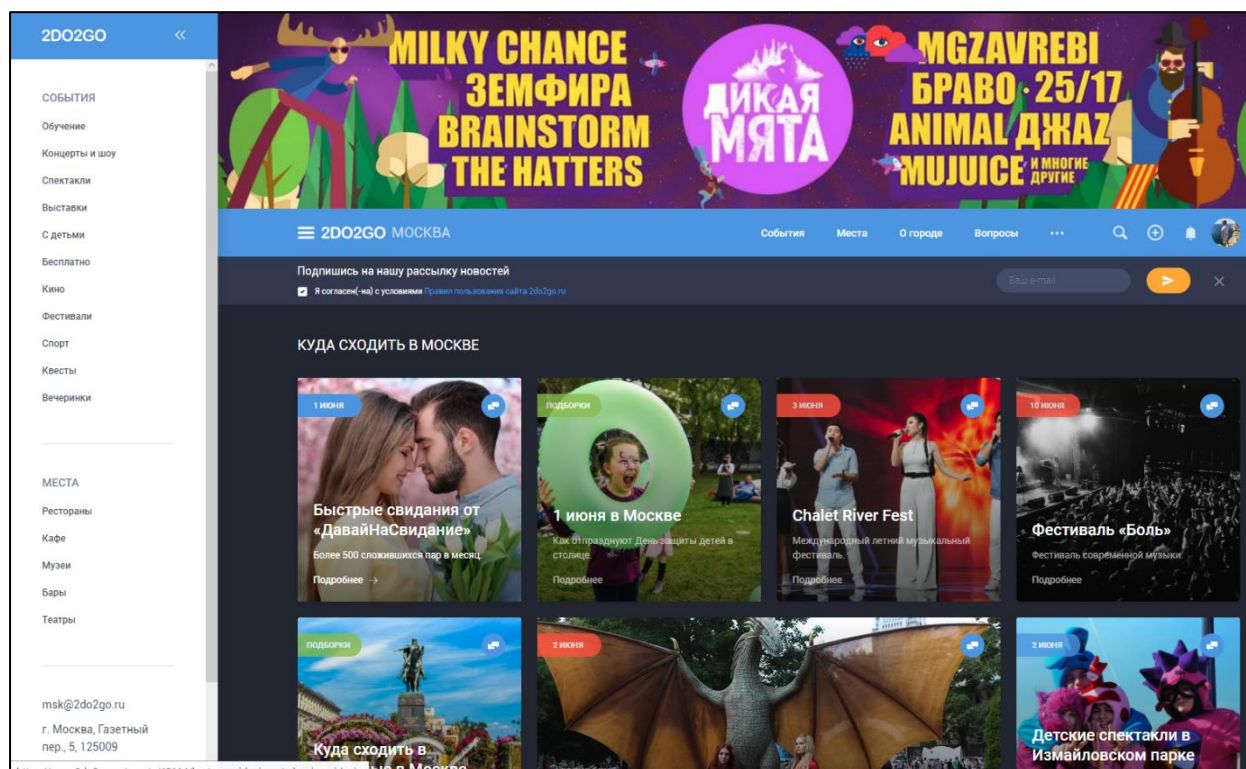 2DO2GO
СОБЫТИЯ
Обучение
Концерты и шоу
Спектакли
Выставки
С детьми
Бесплатно
Кино
Фестивали
Спорт
Квесты
Вечеринки
МЕСТА
Рестораны
Кафе
Музеи
Бары
Театры
msk@2do2go.ru
г. Москва, Газетный
пер., 5, 125009
MILKY CHANCE
ЗЕМФИРА
BRAINSTORM
THE HATTERS
ДИКАЯ
МЯТА
MGZAVREBI
БРАВО · 25/17
ANIMAL ДЖАZ
MUJUICE И МНОГИЕ
ДРУГИЕ
2DO2GO МОСКВА
События Места О городе Вопросы
Подпишись на нашу рассылку новостей
Я согласен(-на) с условиями Правил пользования сайта 2do2go.ru
Ваш e-mail
КУДА СХОДИТЬ В МОСКВЕ
1 ИЮНЯ
Быстрые свидания от
«ДавайНаСвидание»
Более 500 сложившихся пар в месяц
Подробнее →
ПОДБОРКИ
1 июня в Москве
Как отпразднуют День защиты детей в
столице.
Подробнее
3 ИЮНЯ
Chalet River Fest
Международный летний музыкальный
фестиваль.
Подробнее
10 ИЮНЯ
Фестиваль «Боль»
Фестиваль современной музыки.
Подробнее
ПОДБОРКИ
Куда сходить в
в Москве
2 ИЮНЯ
2 ИЮНЯ
Детские спектакли в
Измайловском парке